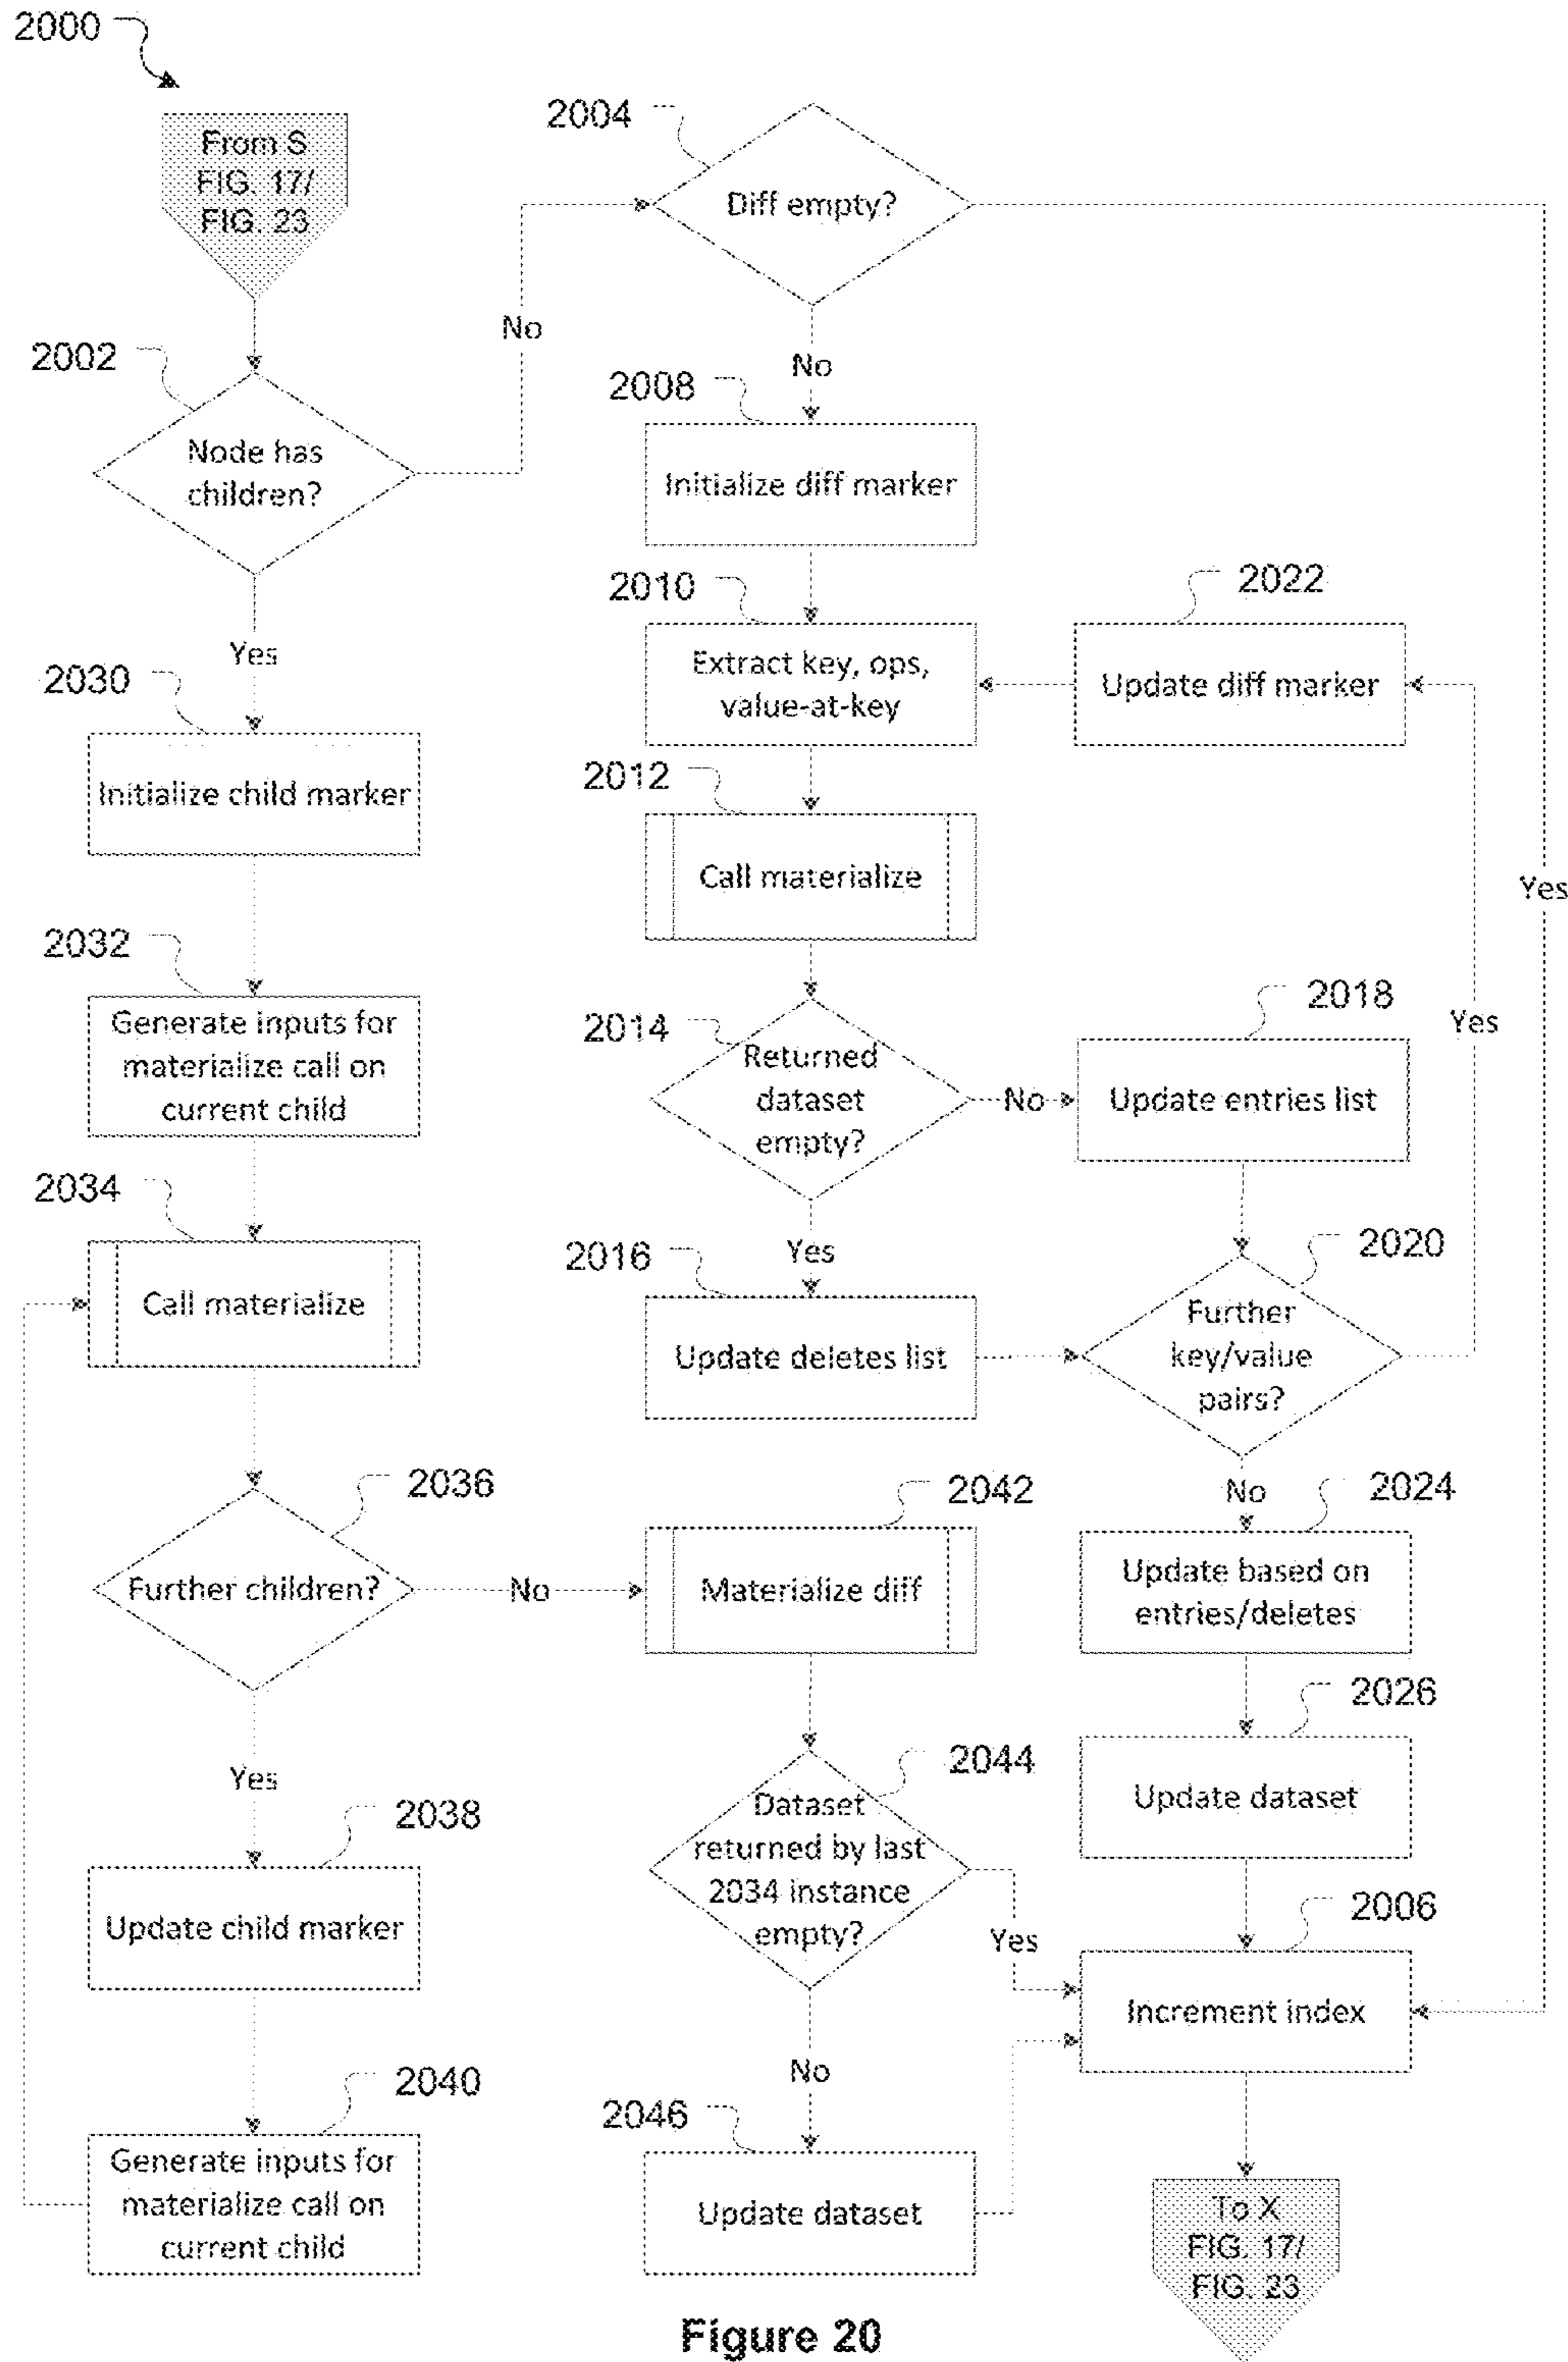 2000
From S
FIG. 17/
FIG. 23
2004
Diff empty?
No
2002
Node has
children?
No
2008
Initialize diff marker
Yes
2010
Extract key, ops,
value-at-key
2022
Update diff marker
2030
Initialize child marker
2012
Call materialize
Yes
2032
Generate inputs for
materialize call on
current child
2014
Returned
dataset
empty?
No
2018
Update entries list
Yes
2034
Call materialize
Yes
2016
Update deletes list
2020
Further
key/value
pairs?
No
2036
Further children?
No
2042
Materialize diff
2024
Update based on
entries/deletes
Yes
2038
Update child marker
2044
Dataset
returned by last
2034 instance
empty?
Yes
2026
Update dataset
2006
Increment index
No
2040
Generate inputs for
materialize call on
current child
2046
Update dataset
To X
FIG. 17/
FIG. 23
Figure 20